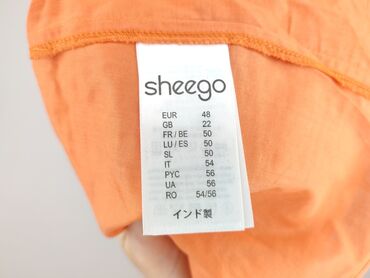 sheego
EUR 48
GB 22
FR / BE 50
LU / ES 50
SL 50
IT 54
PYC 56
UA 56
RO 54/56
インド製